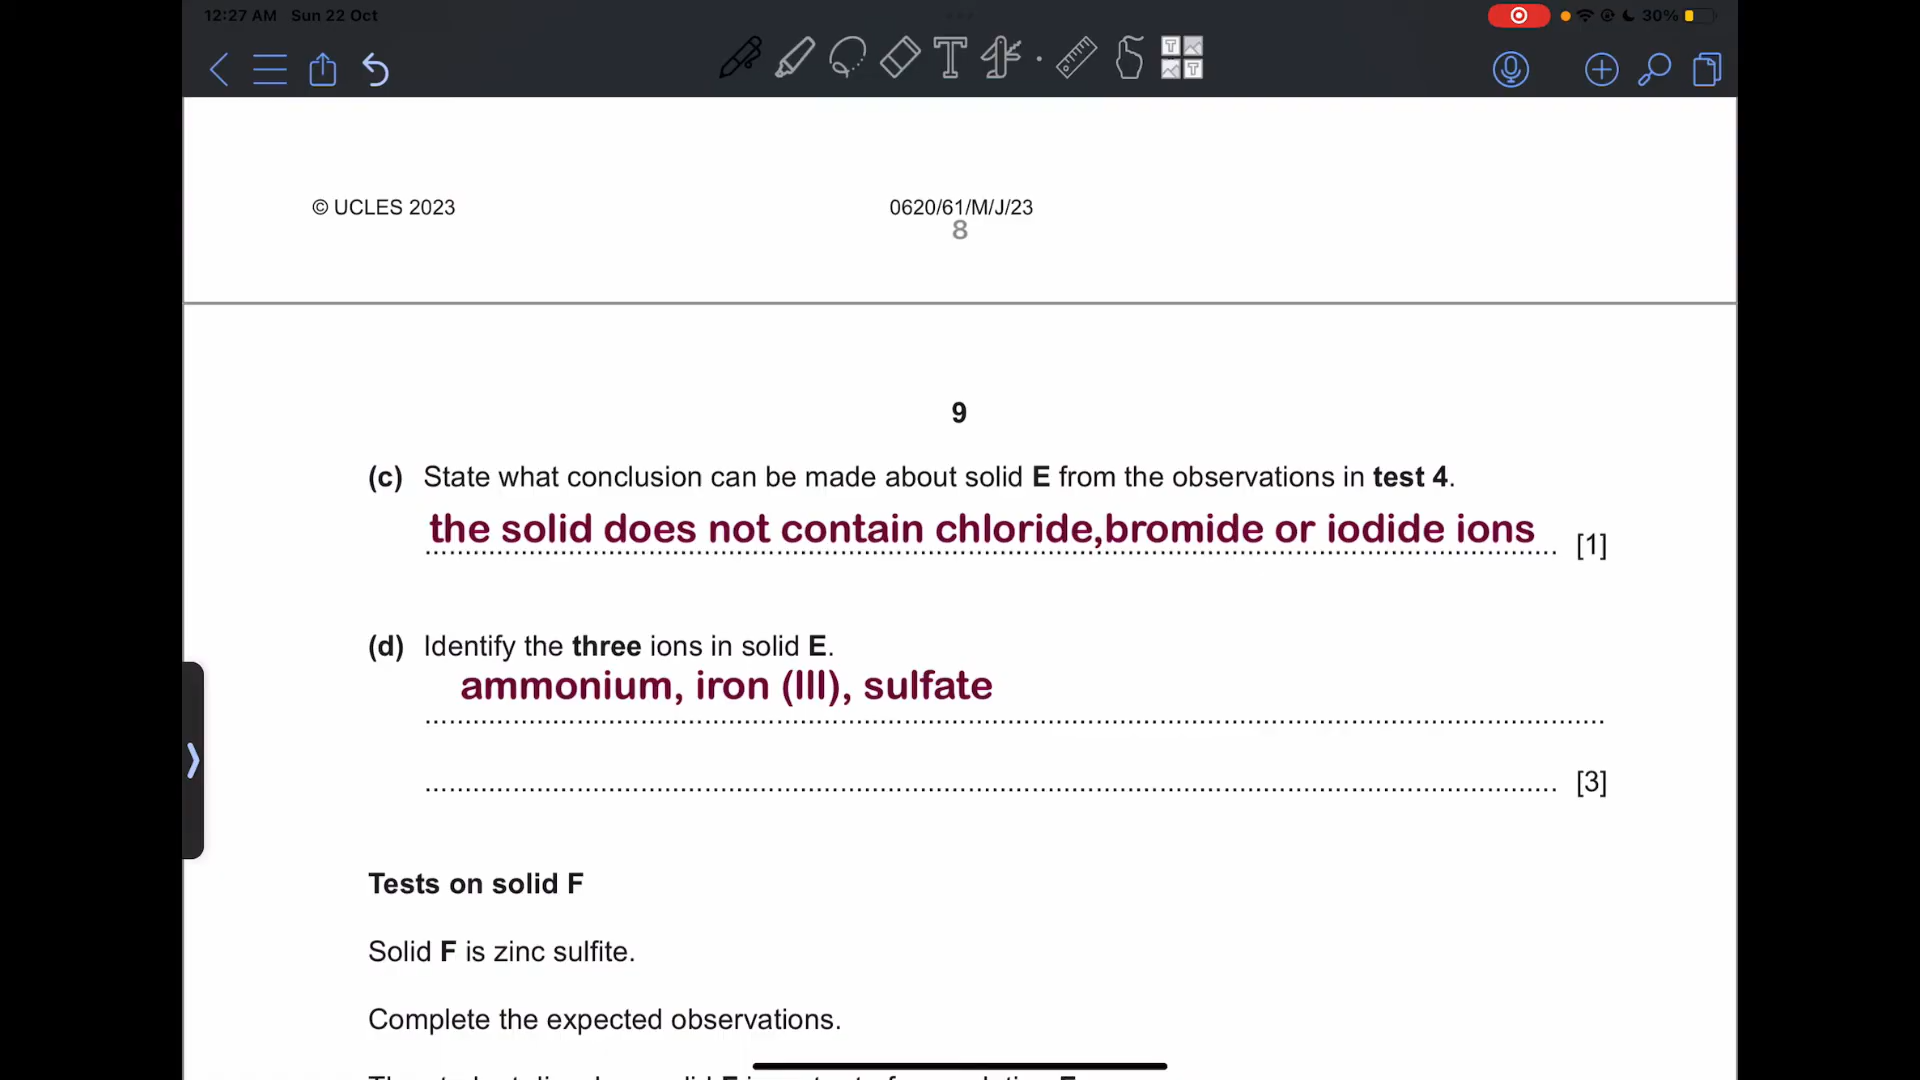 12:27 AM Sun 22 Oct
30%
© UCLES 2023
0620/61/M/J/23
8
9
(c) State what conclusion can be made about solid E from the observations in test 4.
the solid does not contain chloride,bromide or iodide ions
[1]
(d) Identify the three ions in solid E.
ammonium, iron (III), sulfate
[3]
Tests on solid F
Solid F is zinc sulfite.
Complete the expected observations.